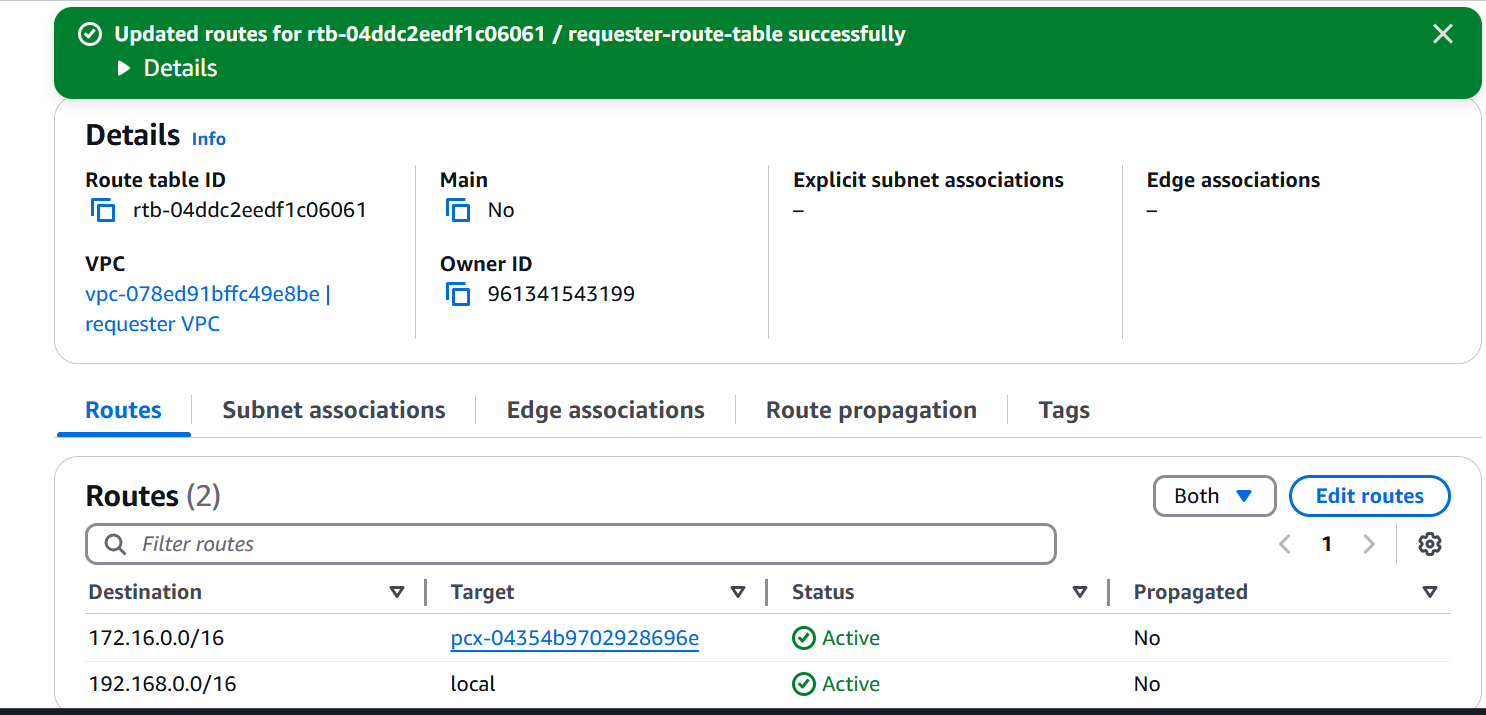 Updated routes for rtb-04ddc2eedf1c06061 / requester-route-table successfully
Details
Details Info
Route table ID
rtb-04ddc2eedf1c06061
Main
No
Explicit subnet associations
–
Edge associations
–
VPC
vpc-078ed91bffc49e8be |
requester VPC
Owner ID
961341543199
Routes Subnet associations Edge associations Route propagation Tags
Routes (2)
Both Edit routes
Filter routes
1
Destination Target Status Propagated
172.16.0.0/16 pcx-04354b9702928696e Active No
192.168.0.0/16 local Active No